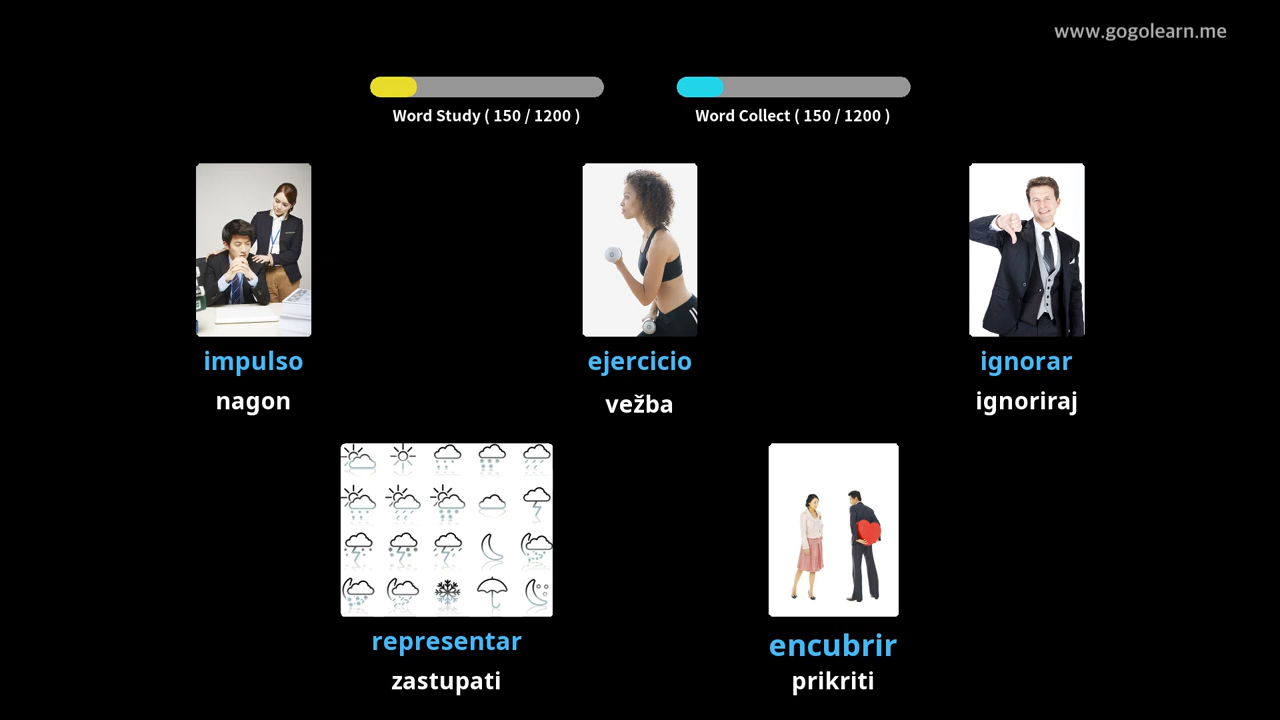 www.gogolearn.me
Word Study ( 150 / 1200 )
Word Collect ( 150 / 1200 )
impulso
nagon
ejercicio
vežba
ignorar
ignoriraj
representar
zastupati
encubrir
prikriti